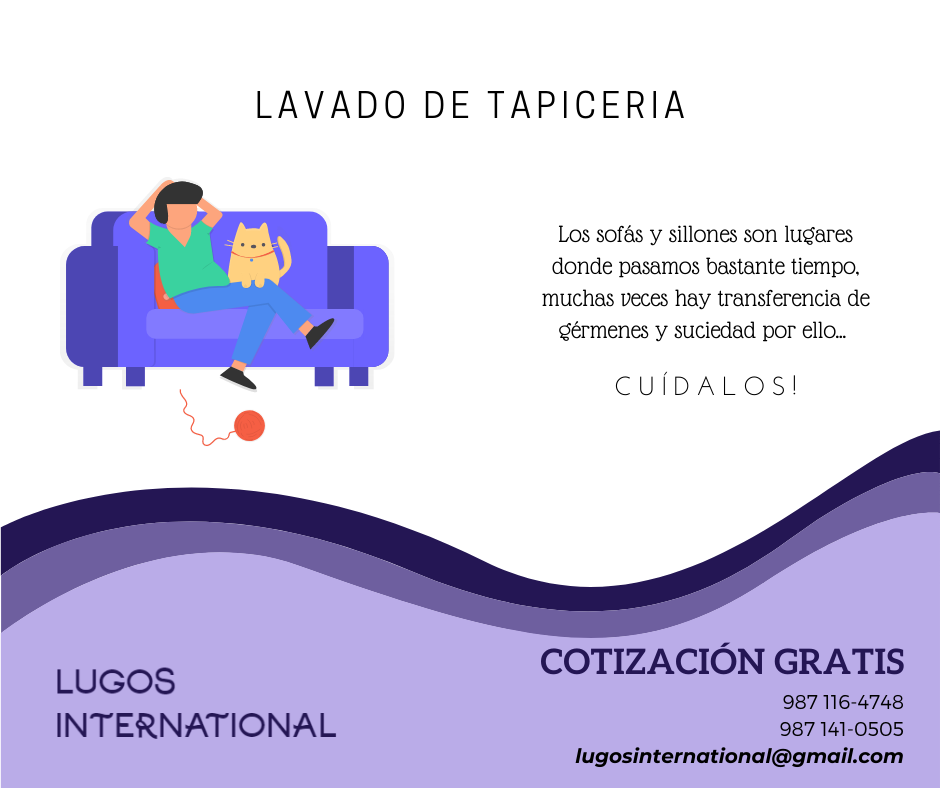 LAVADO DE TAPICERIA
Los sofás y sillones son lugares
donde pasamos bastante tiempo,
muchas veces hay transferencia de
gérmenes y suciedad por ello...
CUÍDALOS!
LUGOS
INTERNATIONAL
COTIZACIÓN GRATIS
987 116-4748
987 141-0505
lugosinternational@gmail.com